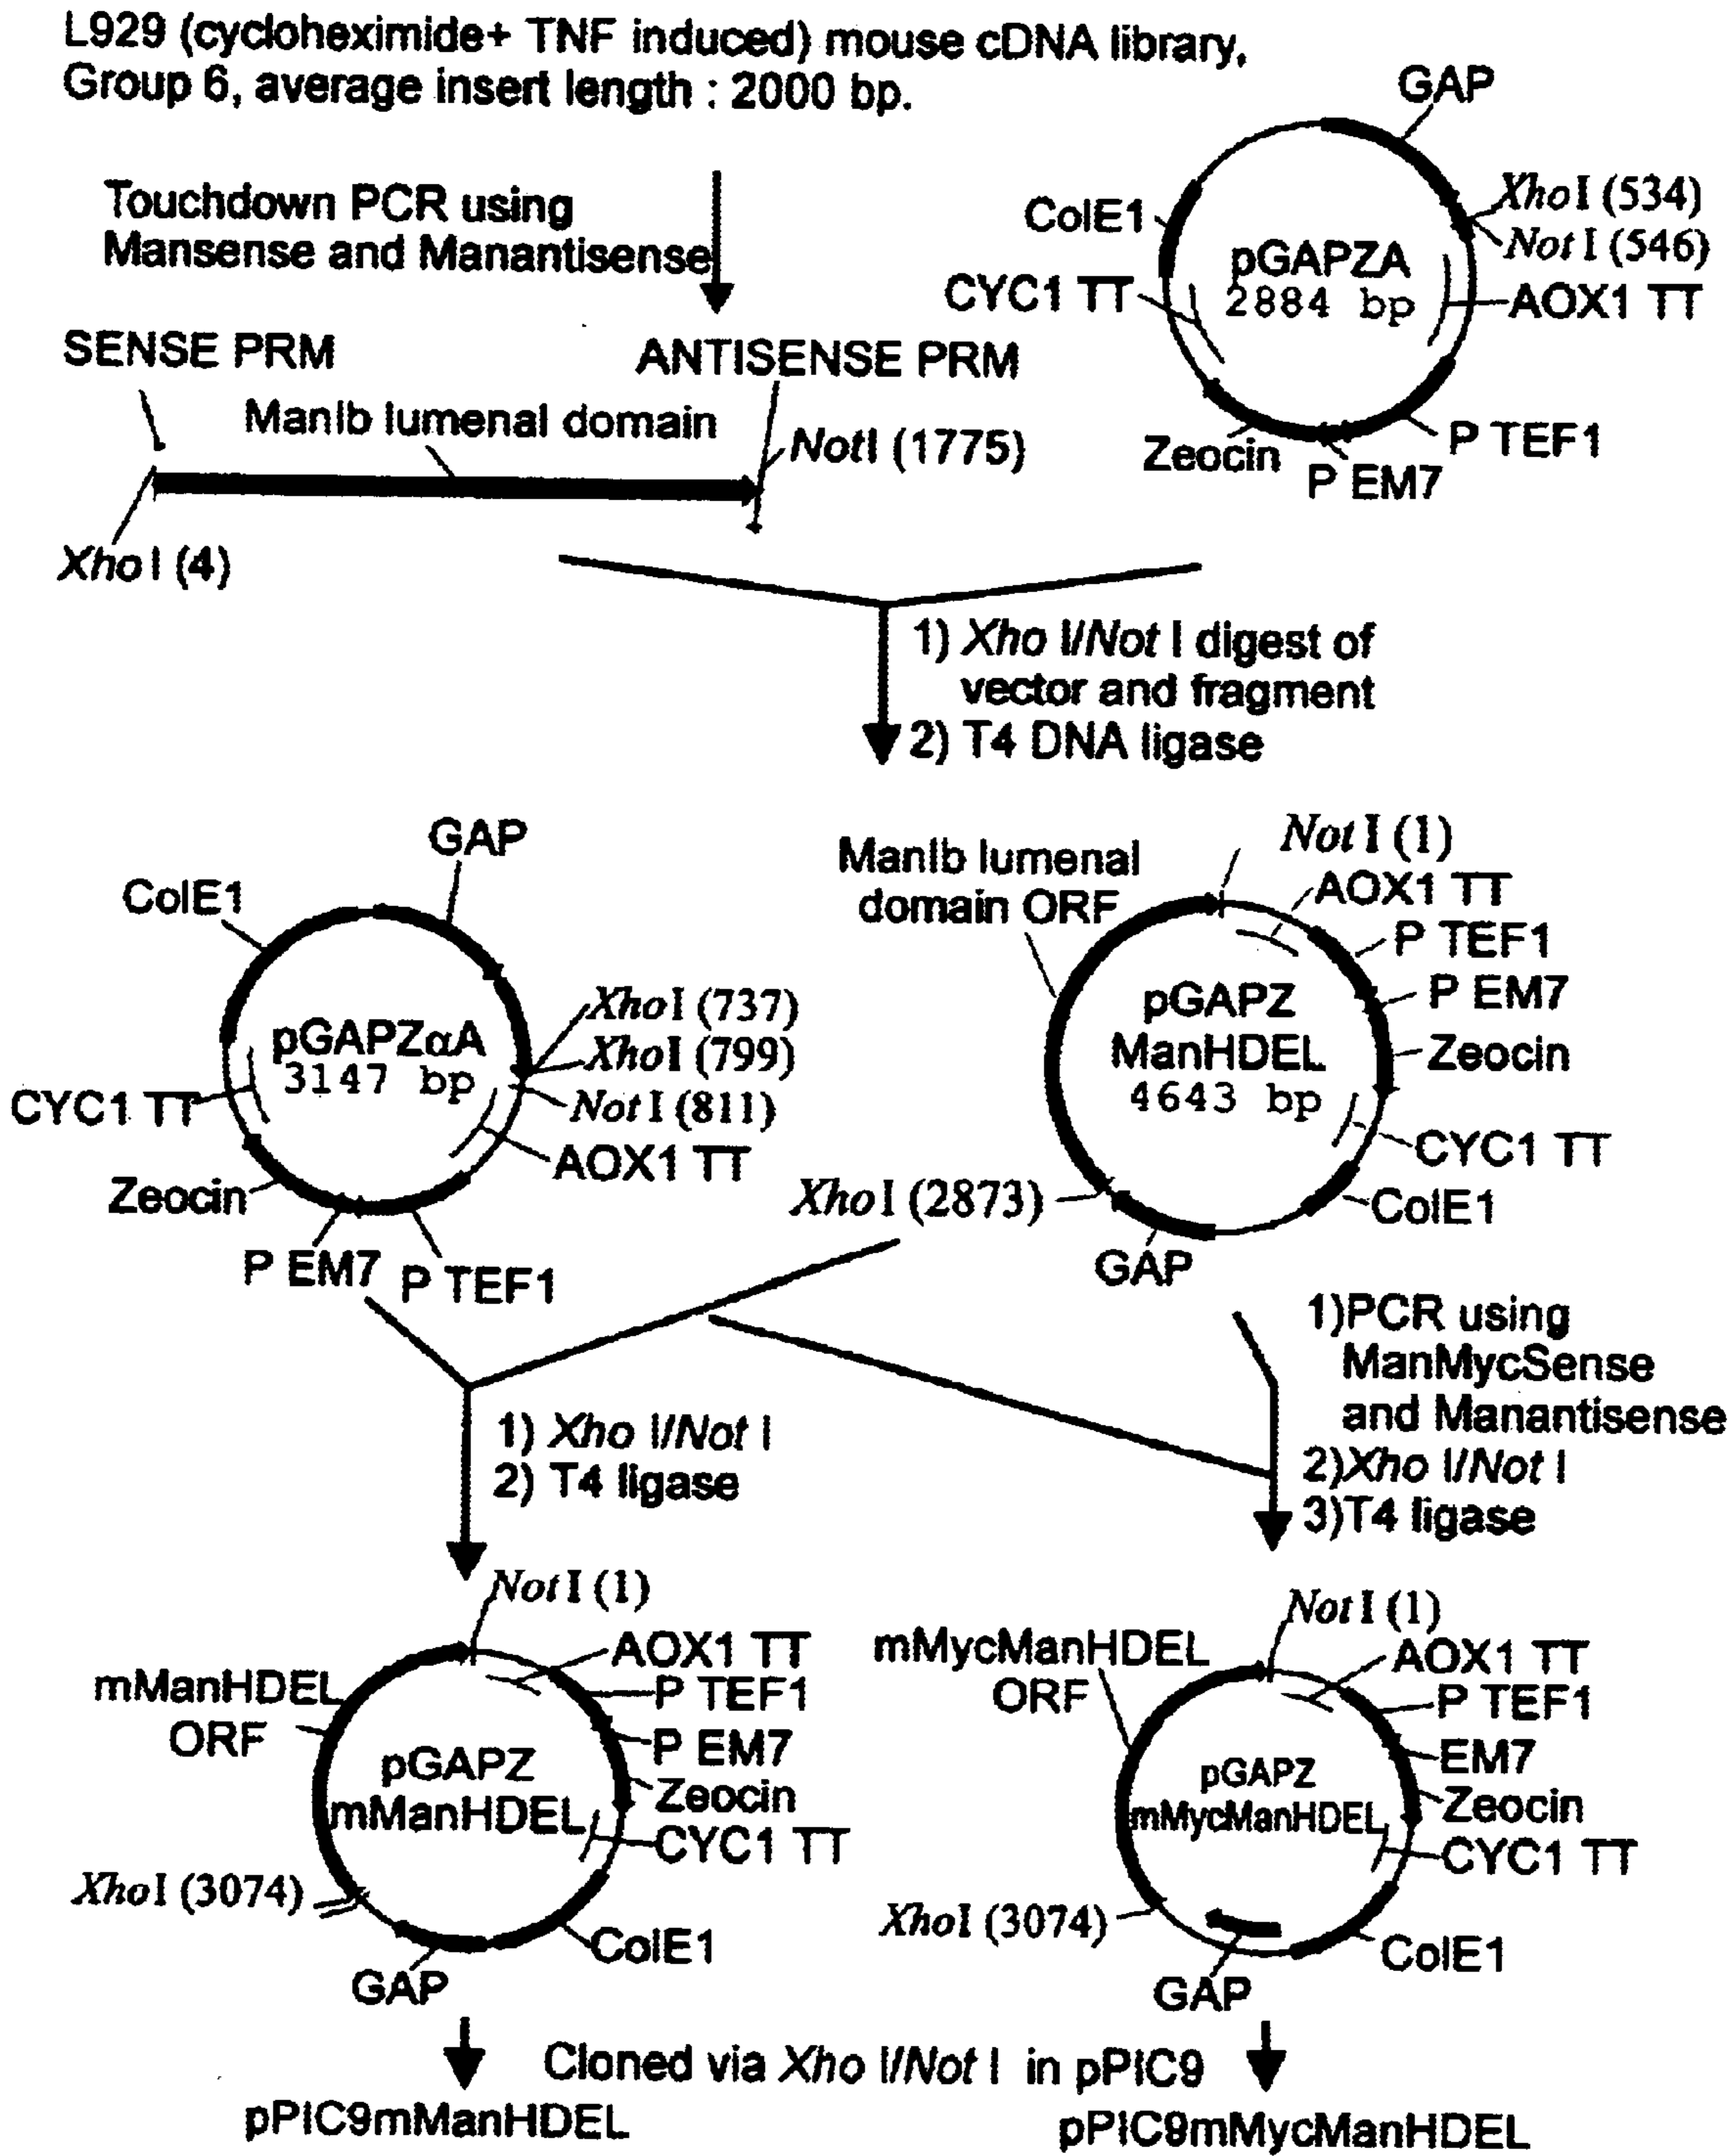 L929 (cycloheximide+ TNF induced) mouse cDNA library,
Group 6, average insert length : 2000 bp.
Touchdown PCR using
Mansense and Manantisense
GAP
XhoI (534)
NotI (546)
ColE1
pGAPZA
2884 bp
CYC1 TT
AOX1 TT
Zeocin
P EM7
P TEF1
SENSE PRM
ANTISENSE PRM
ManIb lumenal domain
NotI (1775)
XhoI (4)
1) Xho I/Not I digest of
vector and fragment
2) T4 DNA ligase
GAP
ColE1
pGAPZαA
3147 bp
XhoI (737)
XhoI (799)
NotI (811)
CYC1 TT
AOX1 TT
Zeocin
P EM7
P TEF1
ManIb lumenal
domain ORF
NotI (1)
AOX1 TT
P TEF1
P EM7
pGAPZ
ManHDEL
4643 bp
Zeocin
CYC1 TT
XhoI (2873)
ColE1
GAP
1) Xho I/Not I
2) T4 ligase
1)PCR using
ManMycSense
and Manantisense
2)Xho I/Not I
3)T4 ligase
NotI (1)
AOX1 TT
mManHDEL
ORF
P TEF1
P EM7
pGAPZ
mManHDEL
Zeocin
CYC1 TT
XhoI (3074)
ColE1
GAP
NotI (1)
mMycManHDEL
ORF
AOX1 TT
P TEF1
EM7
pGAPZ
mMycManHDEL
Zeocin
CYC1 TT
XhoI (3074)
ColE1
GAP
Cloned via Xho I/Not I in pPIC9
pPIC9mManHDEL
pPIC9mMycManHDEL